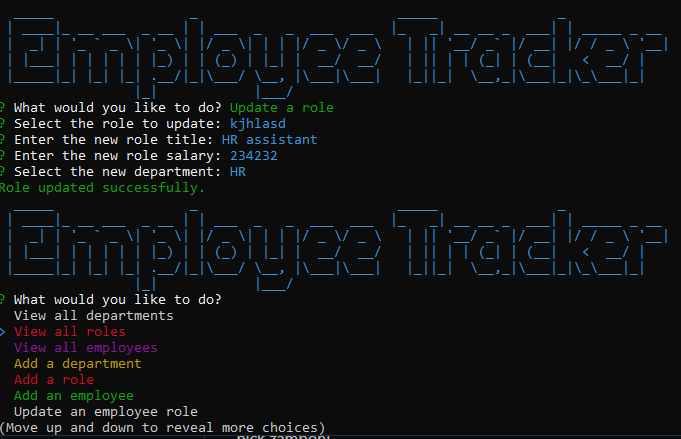 Employee Tracker
? What would you like to do? Update a role
? Select the role to update: kjhlasd
? Enter the new role title: HR assistant
? Enter the new role salary: 234232
? Select the new department: HR
Role updated successfully.
Employee Tracker
? What would you like to do?
View all departments
> View all roles
View all employees
Add a department
Add a role
Add an employee
Update an employee role
(Move up and down to reveal more choices)